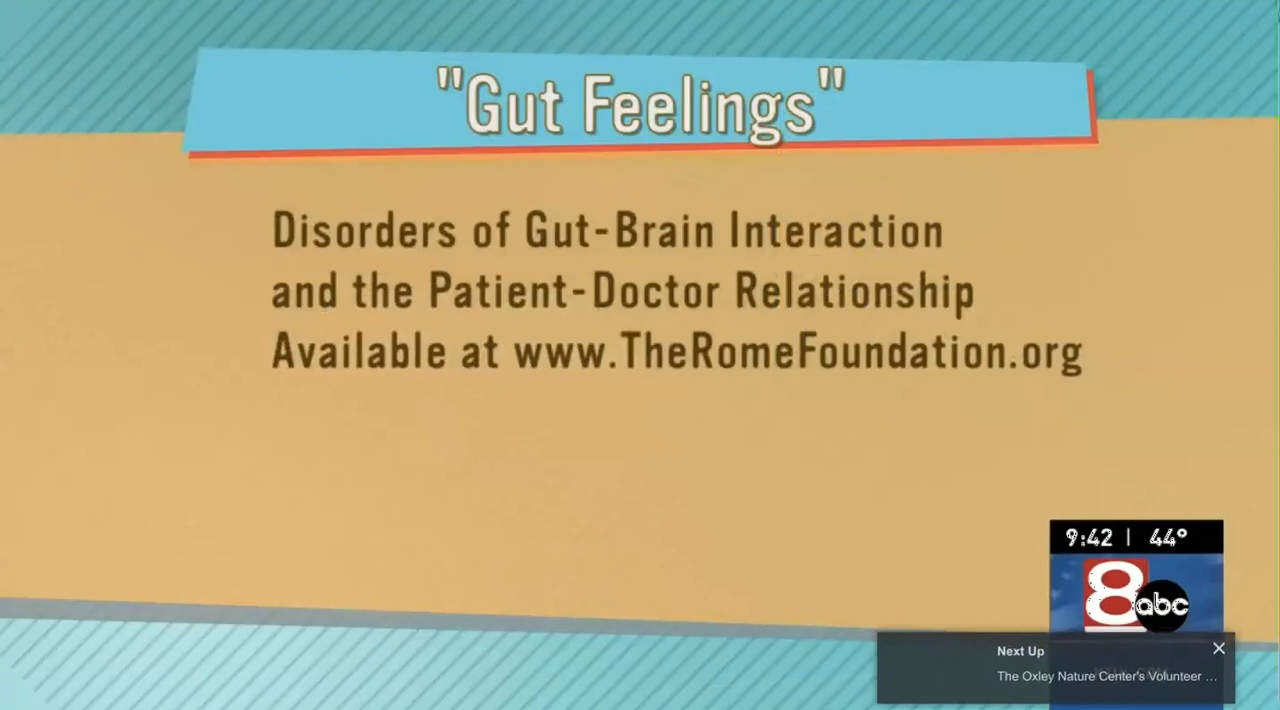 "Gut Feelings"
Disorders of Gut-Brain Interaction
and the Patient-Doctor Relationship
Available at www.TheRomeFoundation.org
9:42 | 44°
8 abc
Next Up
The Oxley Nature Center's Volunteer ...